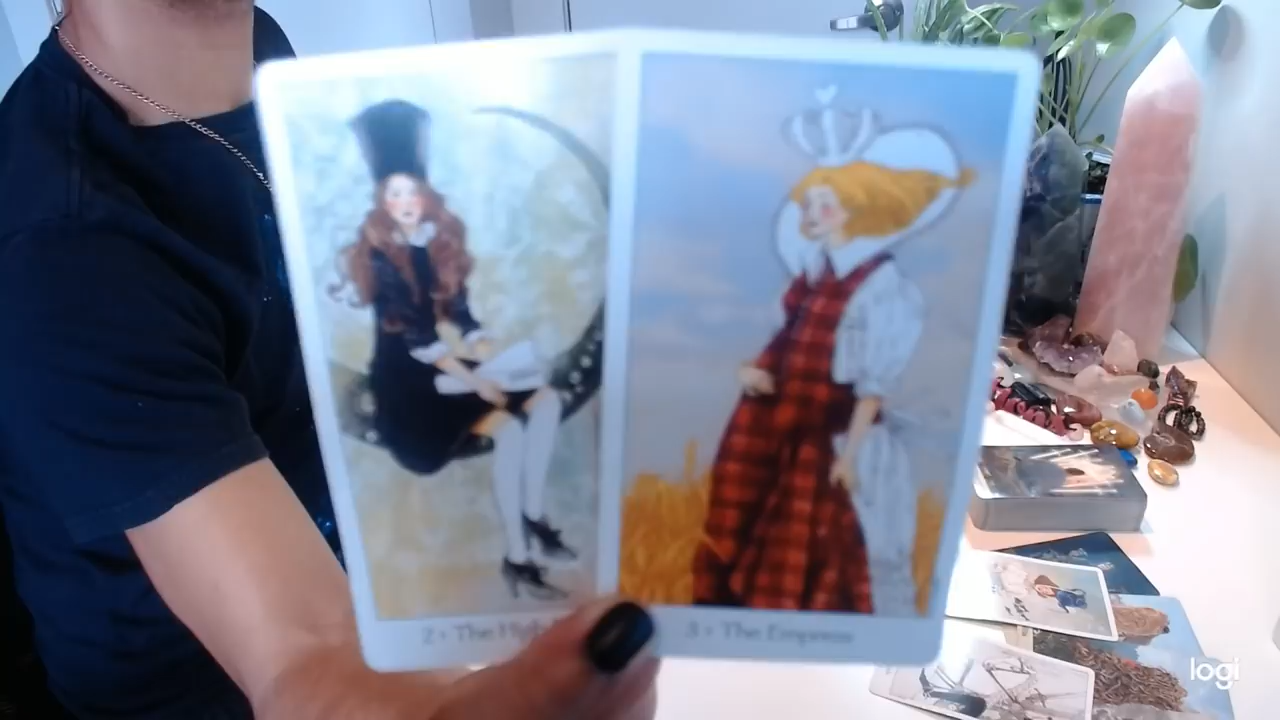 2 • The High
3 • The Empress
logi